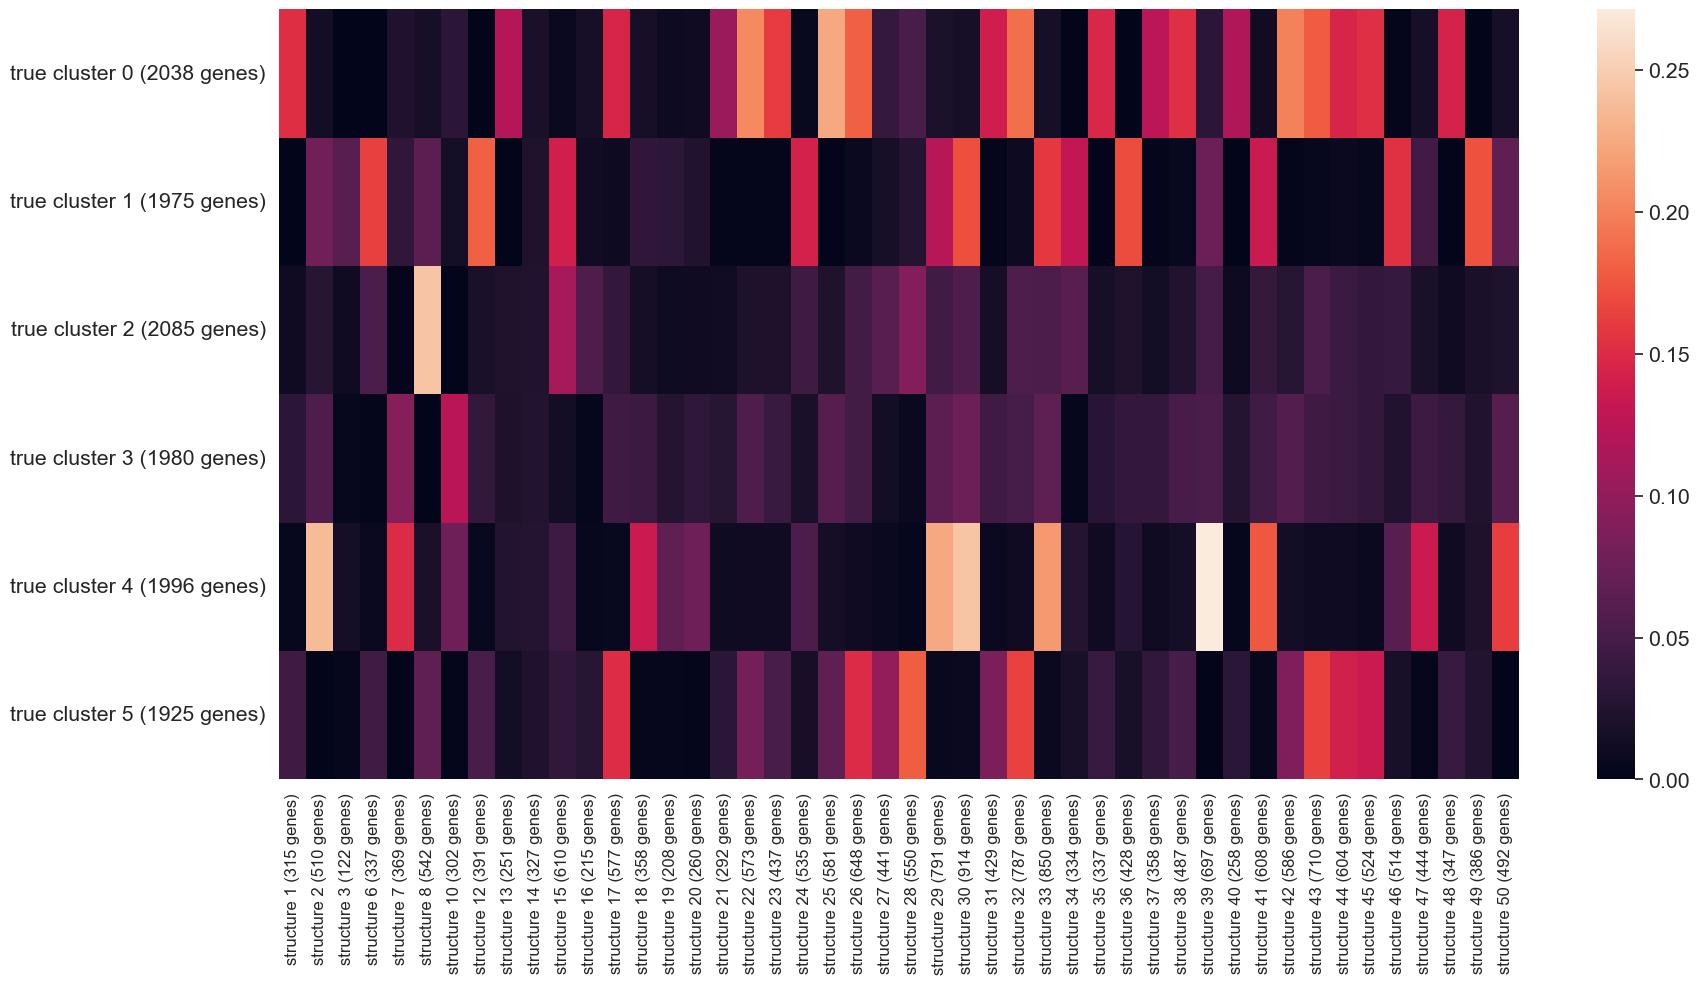 true cluster 0 (2038 genes)
true cluster 1 (1975 genes)
true cluster 2 (2085 genes)
true cluster 3 (1980 genes)
true cluster 4 (1996 genes)
true cluster 5 (1925 genes)
structure 1 (315 genes)
structure 2 (510 genes)
structure 3 (122 genes)
structure 6 (337 genes)
structure 7 (369 genes)
structure 8 (542 genes)
structure 10 (302 genes)
structure 12 (391 genes)
structure 13 (251 genes)
structure 14 (327 genes)
structure 15 (610 genes)
structure 16 (215 genes)
structure 17 (577 genes)
structure 18 (358 genes)
structure 19 (208 genes)
structure 20 (260 genes)
structure 21 (292 genes)
structure 22 (573 genes)
structure 23 (437 genes)
structure 24 (535 genes)
structure 25 (581 genes)
structure 26 (648 genes)
structure 27 (441 genes)
structure 28 (550 genes)
structure 29 (791 genes)
structure 30 (914 genes)
structure 31 (429 genes)
structure 32 (787 genes)
structure 33 (850 genes)
structure 34 (334 genes)
structure 35 (337 genes)
structure 36 (428 genes)
structure 37 (358 genes)
structure 38 (487 genes)
structure 39 (697 genes)
structure 40 (258 genes)
structure 41 (608 genes)
structure 42 (586 genes)
structure 43 (710 genes)
structure 44 (604 genes)
structure 45 (524 genes)
structure 46 (514 genes)
structure 47 (444 genes)
structure 48 (347 genes)
structure 49 (386 genes)
structure 50 (492 genes)
0.25
0.20
0.15
0.10
0.05
0.00